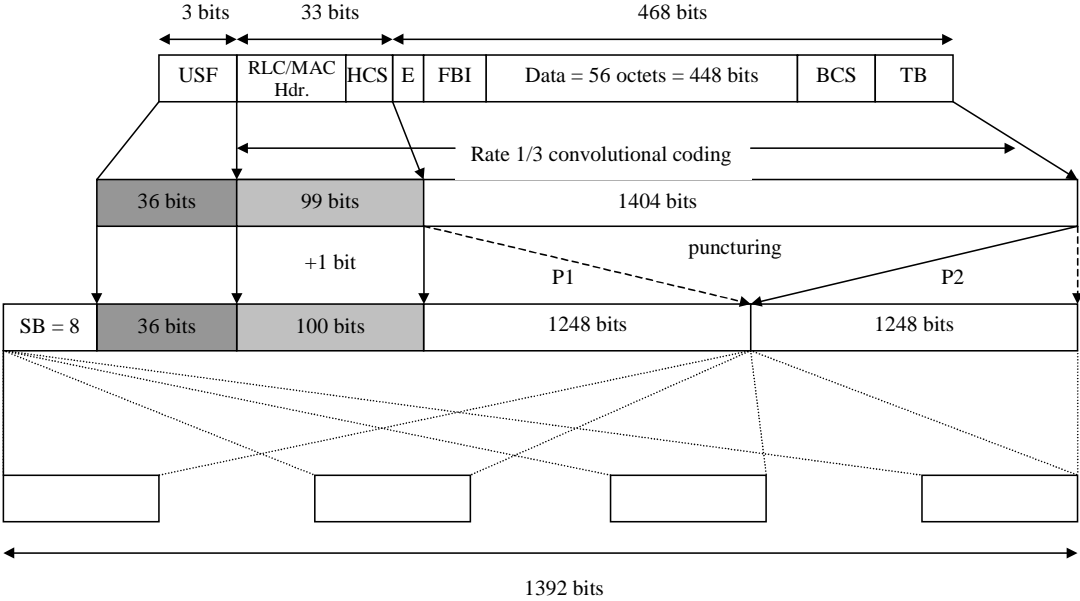 3 bits 33 bits 468 bits
USF RLC/MAC Hdr. HCS E FBI Data = 56 octets = 448 bits BCS TB
Rate 1/3 convolutional coding
36 bits 99 bits 1404 bits
+1 bit puncturing
P1 P2
SB = 8 36 bits 100 bits 1248 bits 1248 bits
1392 bits